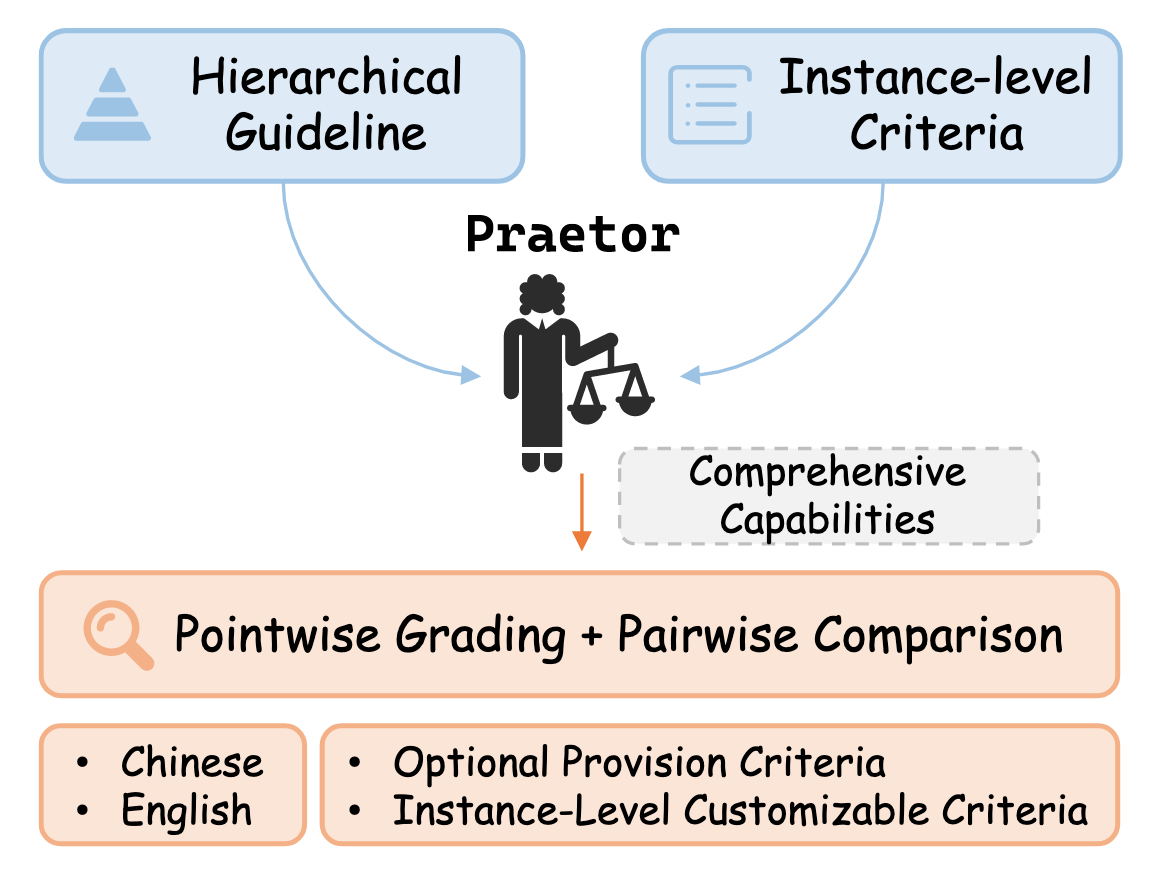 Hierarchical
Guideline
Instance-level
Criteria
Praetor
Comprehensive
Capabilities
Pointwise Grading + Pairwise Comparison
• Chinese
• English
• Optional Provision Criteria
• Instance-Level Customizable Criteria